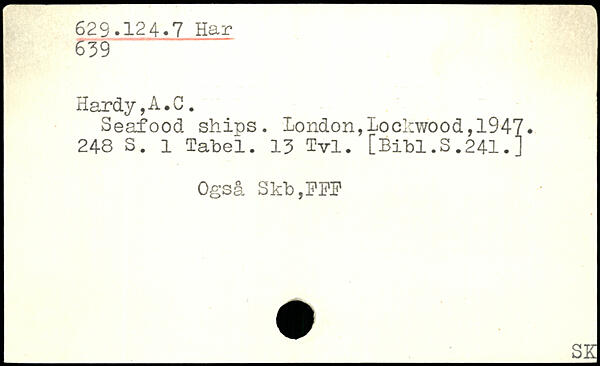 629.124.7 Har
639
Hardy,A.C.
Seafood ships. London,Lockwood,1947.
248 S. 1 Tabel. 13 Tvl. [Bibl.S.241.]
Også Skb,FFF
SK